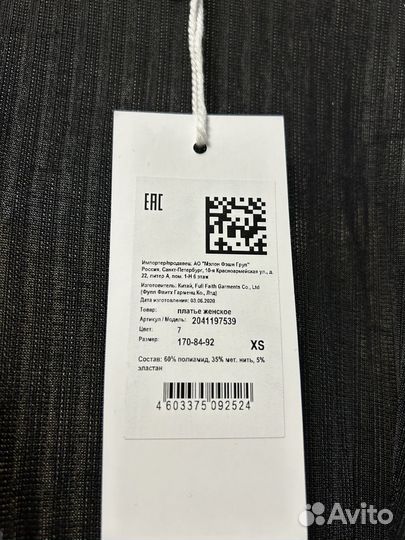 EAC
Импортер/продавец: АО "Мэлон Фэшн Груп"
Россия, Санкт-Петербург, 10-я Красноармейская ул., д.
22, литер А, пом. 1-Н 6 этаж
Изготовитель: Китай, Full Faith Garments Co., Ltd
(Фулл Фаитх Гарменц Ко., Лтд)
Дата изготовления: 03.06.2020
Товар: платье женское
Артикул / Модель: 2041197539
Цвет: 7
Размер: 170-84-92 XS
Состав: 60% полиамид, 35% мет. нить, 5%
эластан
4 603375 092524
Avito